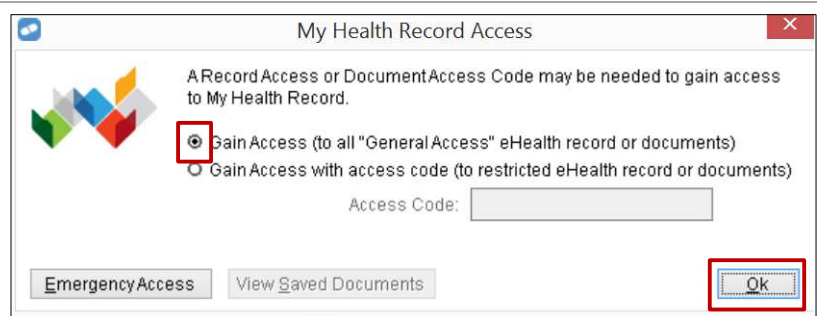 My Health Record Access
A Record Access or Document Access Code may be needed to gain access
to My Health Record.
Gain Access (to all "General Access" eHealth record or documents)
Gain Access with access code (to restricted eHealth record or documents)
Access Code:
Emergency Access
View Saved Documents
Ok